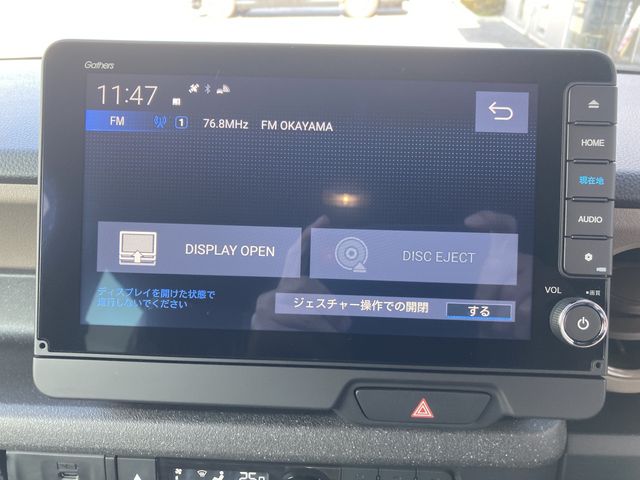 Gathers
11:47
FM 1 76.8MHz FM OKAYAMA
HOME
現在地
AUDIO
DISPLAY OPEN
DISC EJECT
ディスプレイを開けた状態で
走行しないでください
ジェスチャー操作での開閉 する
VOL
画質